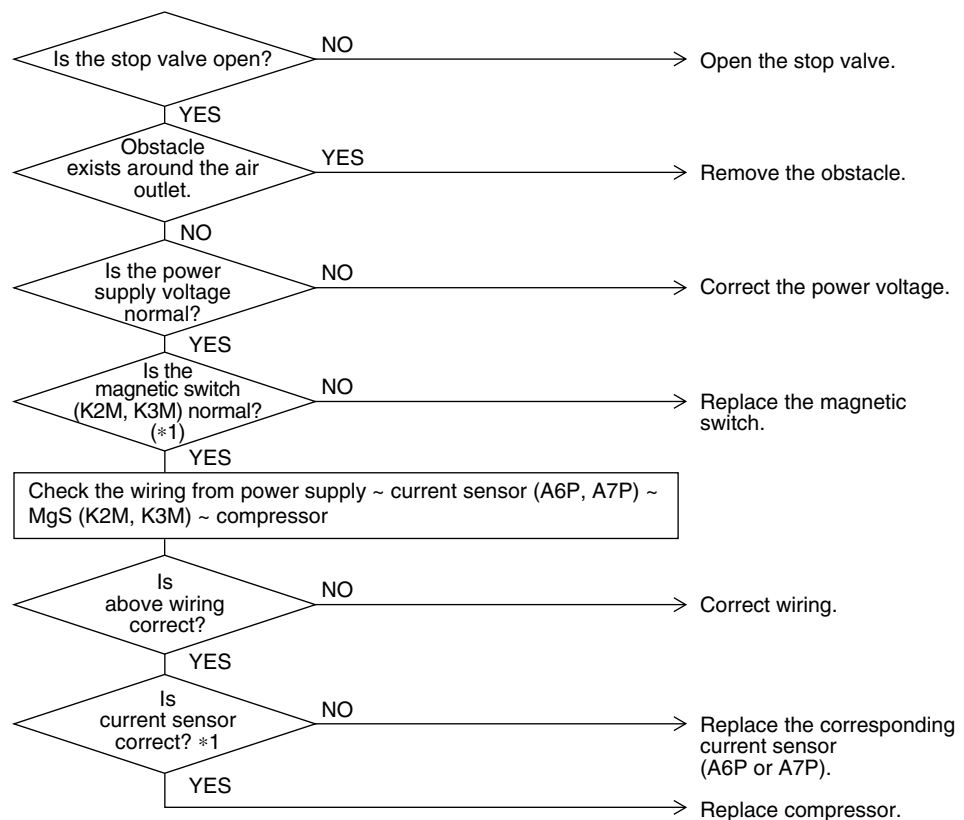 Is the stop valve open?
NO
Open the stop valve.
YES
Obstacle
exists around the air
outlet.
YES
Remove the obstacle.
NO
Is the power
supply voltage
normal?
NO
Correct the power voltage.
YES
Is the
magnetic switch
(K2M, K3M) normal?
(*1)
NO
Replace the magnetic
switch.
YES
Check the wiring from power supply ~ current sensor (A6P, A7P) ~
MgS (K2M, K3M) ~ compressor
Is
above wiring
correct?
NO
Correct wiring.
YES
Is
current sensor
correct? *1
NO
Replace the corresponding
current sensor
(A6P or A7P).
YES
Replace compressor.